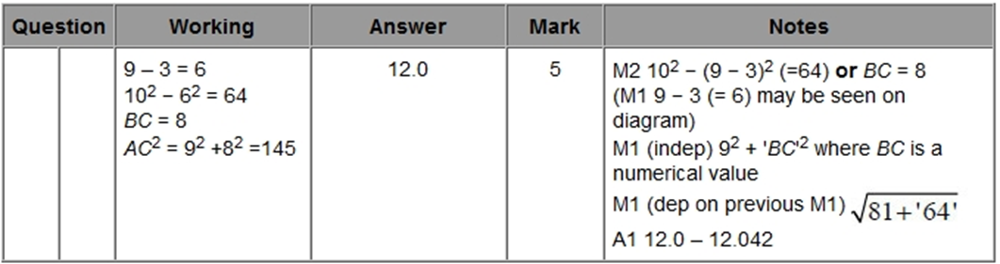 Question Working Answer Mark Notes
9 – 3 = 6
10² − 6² = 64
BC = 8
AC² = 9² +8² =145
12.0
5
M2 10² − (9 − 3)² (=64) or BC = 8
(M1 9 − 3 (= 6) may be seen on
diagram)
M1 (indep) 9² + 'BC'² where BC is a
numerical value
M1 (dep on previous M1) √81+'64'
A1 12.0 – 12.042